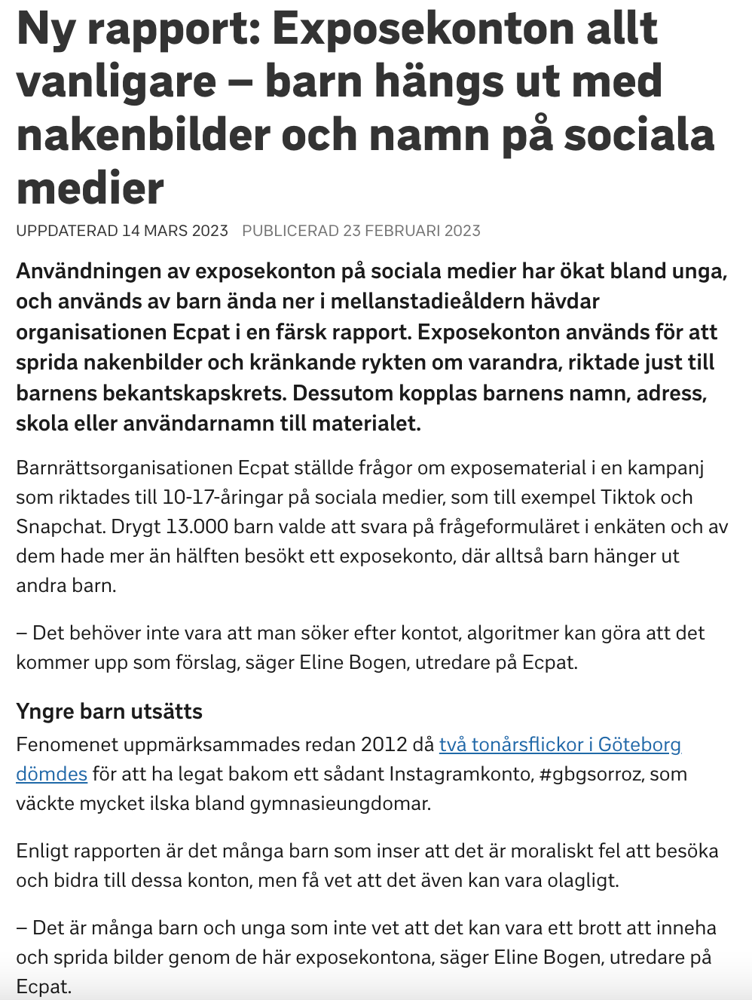 Ny rapport: Exposekonton allt
vanligare – barn hängs ut med
nakenbilder och namn på sociala
medier
UPPDATERAD 14 MARS 2023 PUBLICERAD 23 FEBRUARI 2023
Användningen av exposekonton på sociala medier har ökat bland unga,
och används av barn ända ner i mellanstadieåldern hävdar
organisationen Ecpat i en färsk rapport. Exposekonton används för att
sprida nakenbilder och kränkande rykten om varandra, riktade just till
barnens bekantskapskrets. Dessutom kopplas barnens namn, adress,
skola eller användarnamn till materialet.
Barnrättsorganisationen Ecpat ställde frågor om exposematerial i en kampanj
som riktades till 10-17-åringar på sociala medier, som till exempel Tiktok och
Snapchat. Drygt 13.000 barn valde att svara på frågeformuläret i enkäten och av
dem hade mer än hälften besökt ett exposekonto, där alltså barn hänger ut
andra barn.
– Det behöver inte vara att man söker efter kontot, algoritmer kan göra att det
kommer upp som förslag, säger Eline Bogen, utredare på Ecpat.
Yngre barn utsätts
Fenomenet uppmärksammades redan 2012 då två tonårsflickor i Göteborg
dömdes för att ha legat bakom ett sådant Instagramkonto, #gbgsorroz, som
väckte mycket ilska bland gymnasieungdomar.
Enligt rapporten är det många barn som inser att det är moraliskt fel att besöka
och bidra till dessa konton, men få vet att det även kan vara olagligt.
– Det är många barn och unga som inte vet att det kan vara ett brott att inneha
och sprida bilder genom de här exposekontona, säger Eline Bogen, utredare på
Ecpat.